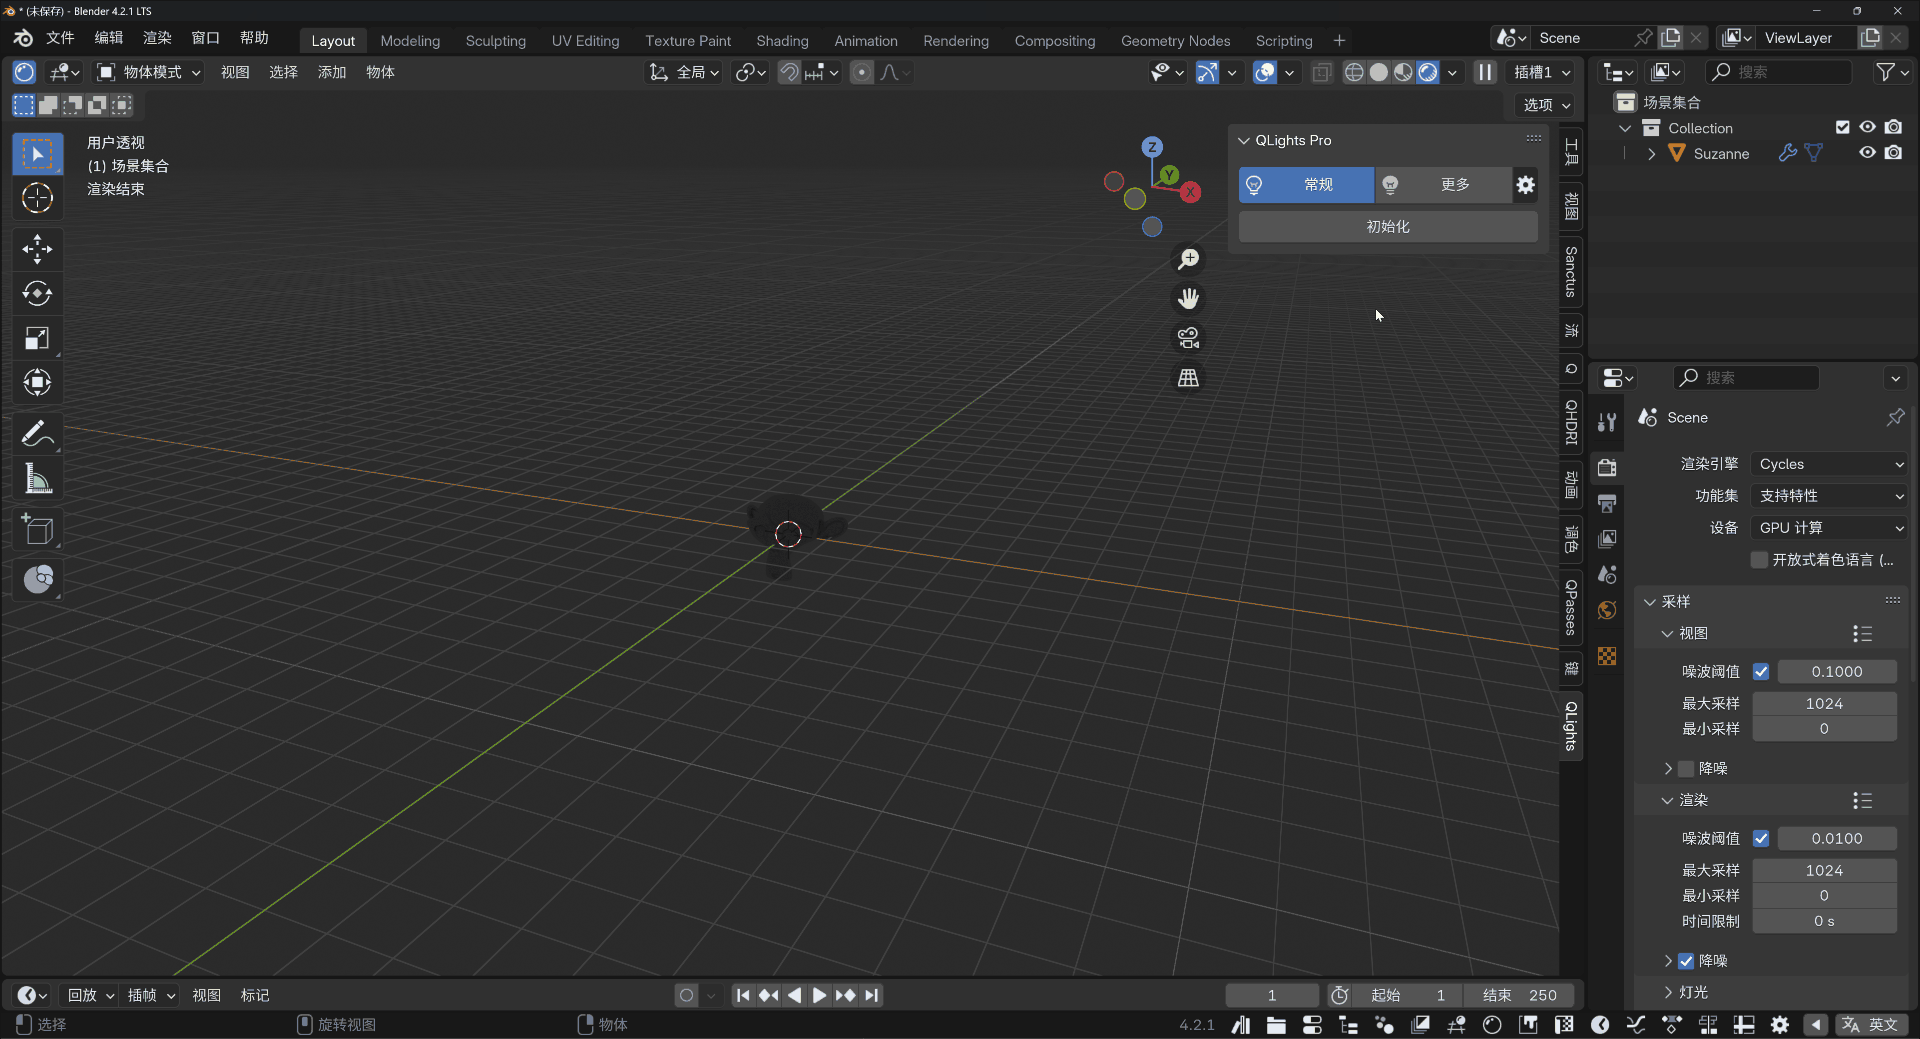 * (未保存) - Blender 4.2.1 LTS
文件 编辑 渲染 窗口 帮助 Layout Modeling Sculpting UV Editing Texture Paint Shading Animation Rendering Compositing Geometry Nodes Scripting + Scene ViewLayer
物体模式 视图 选择 添加 物体 全局 插槽1 搜索
选项
场景集合
Collection
Suzanne
用户透视
(1) 场景集合
渲染结束
Z
Y
X
QLights Pro
常规 更多
初始化
工具
视图
Sanctus
流
Q
QHDRI
动画
调色
QPasses
键
QLights
搜索
Scene
渲染引擎 Cycles
功能集 支持特性
设备 GPU 计算
开放式着色语言 (...
采样
视图
噪波阈值 0.1000
最大采样 1024
最小采样 0
降噪
渲染
噪波阈值 0.0100
最大采样 1024
最小采样 0
时间限制 0 s
降噪
灯光
回放 插帧 视图 标记 1 起始 1 结束 250
选择 旋转视图 物体 4.2.1 英文